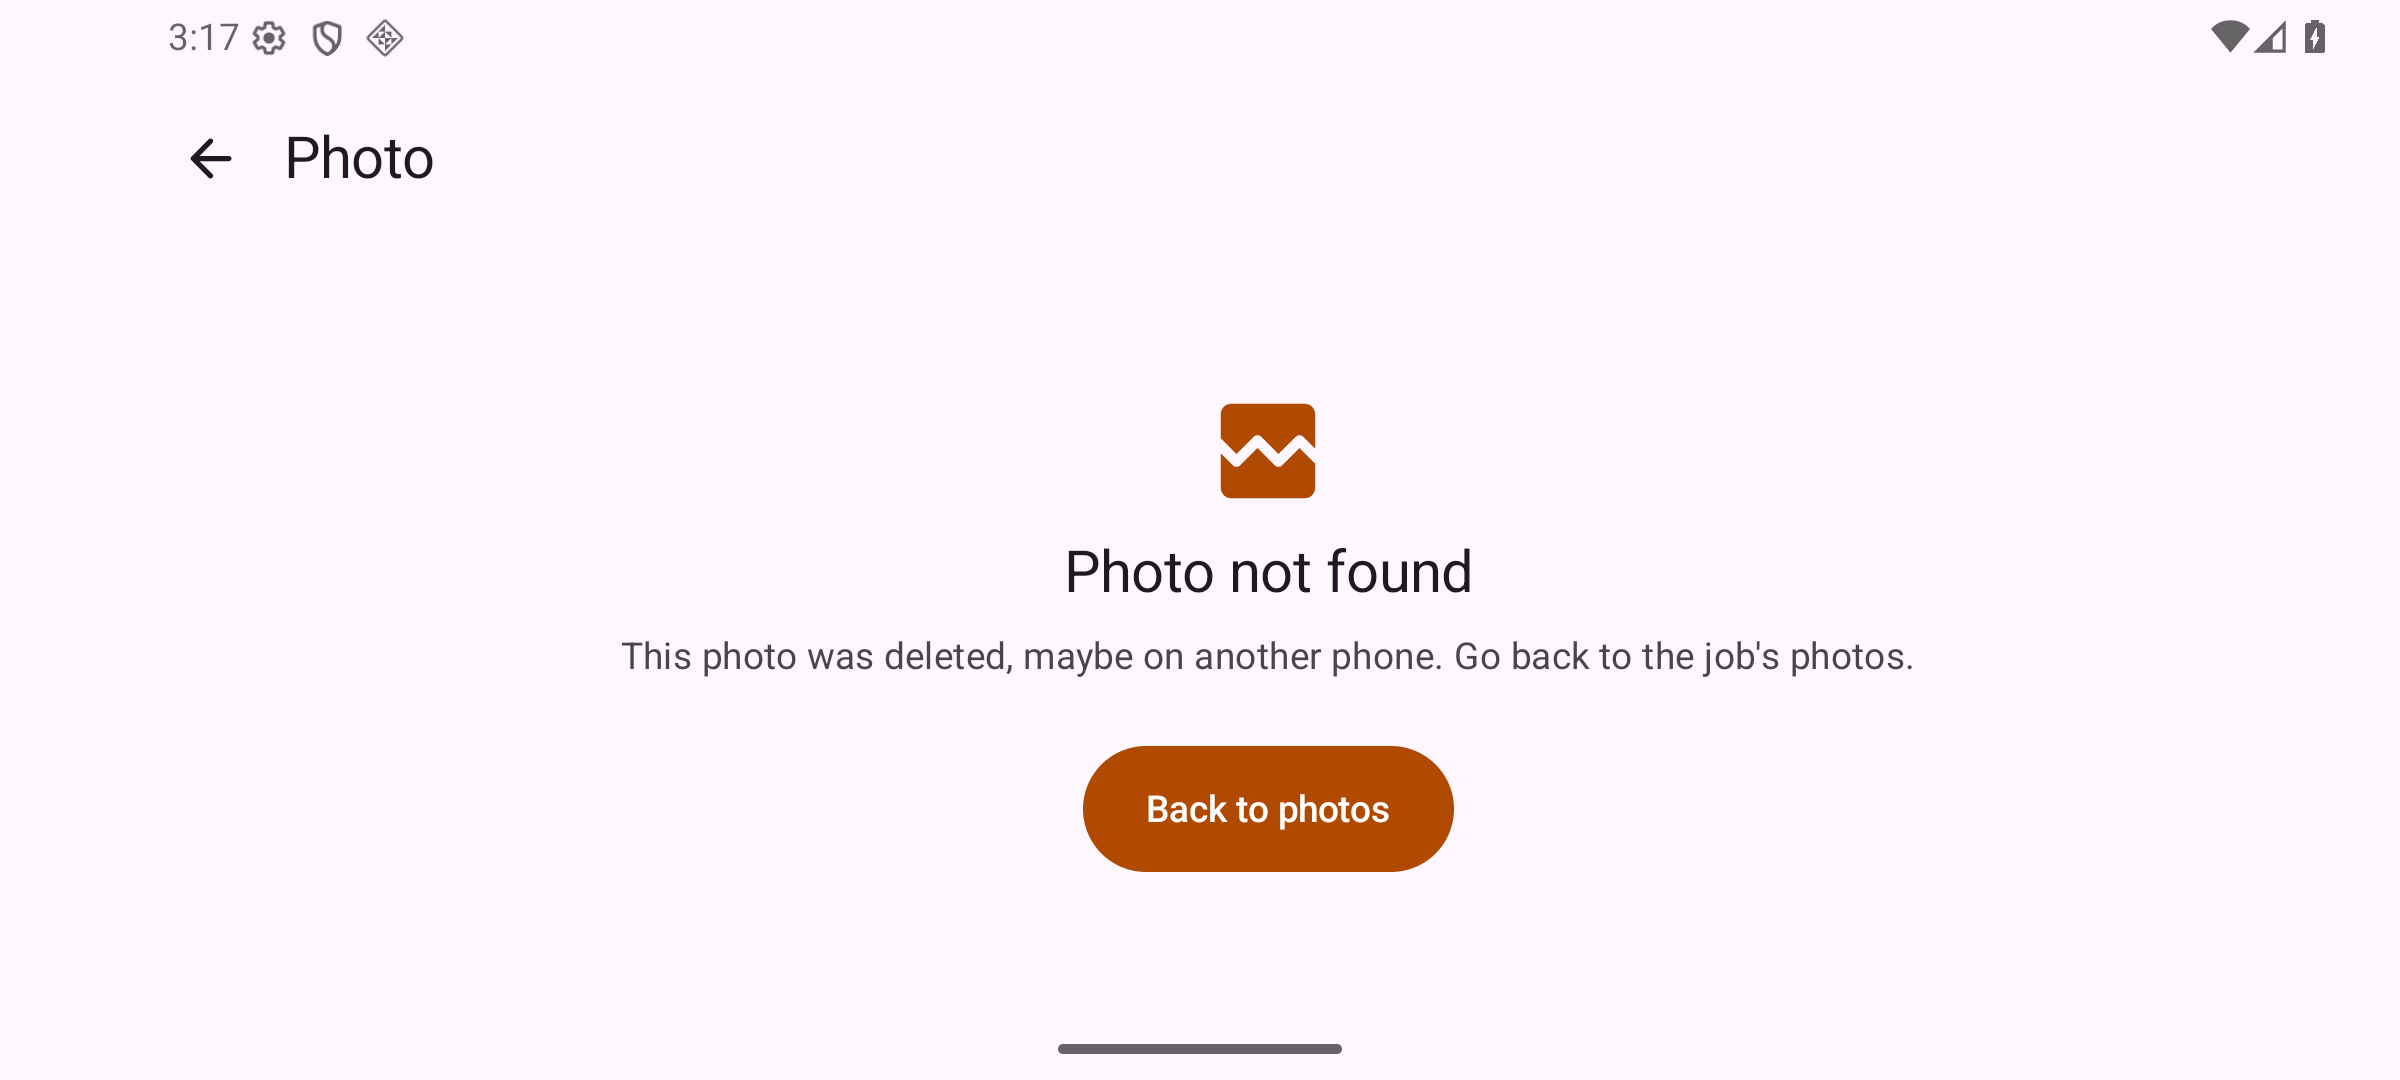 3:17
Photo
Photo not found
This photo was deleted, maybe on another phone. Go back to the job's photos.
Back to photos